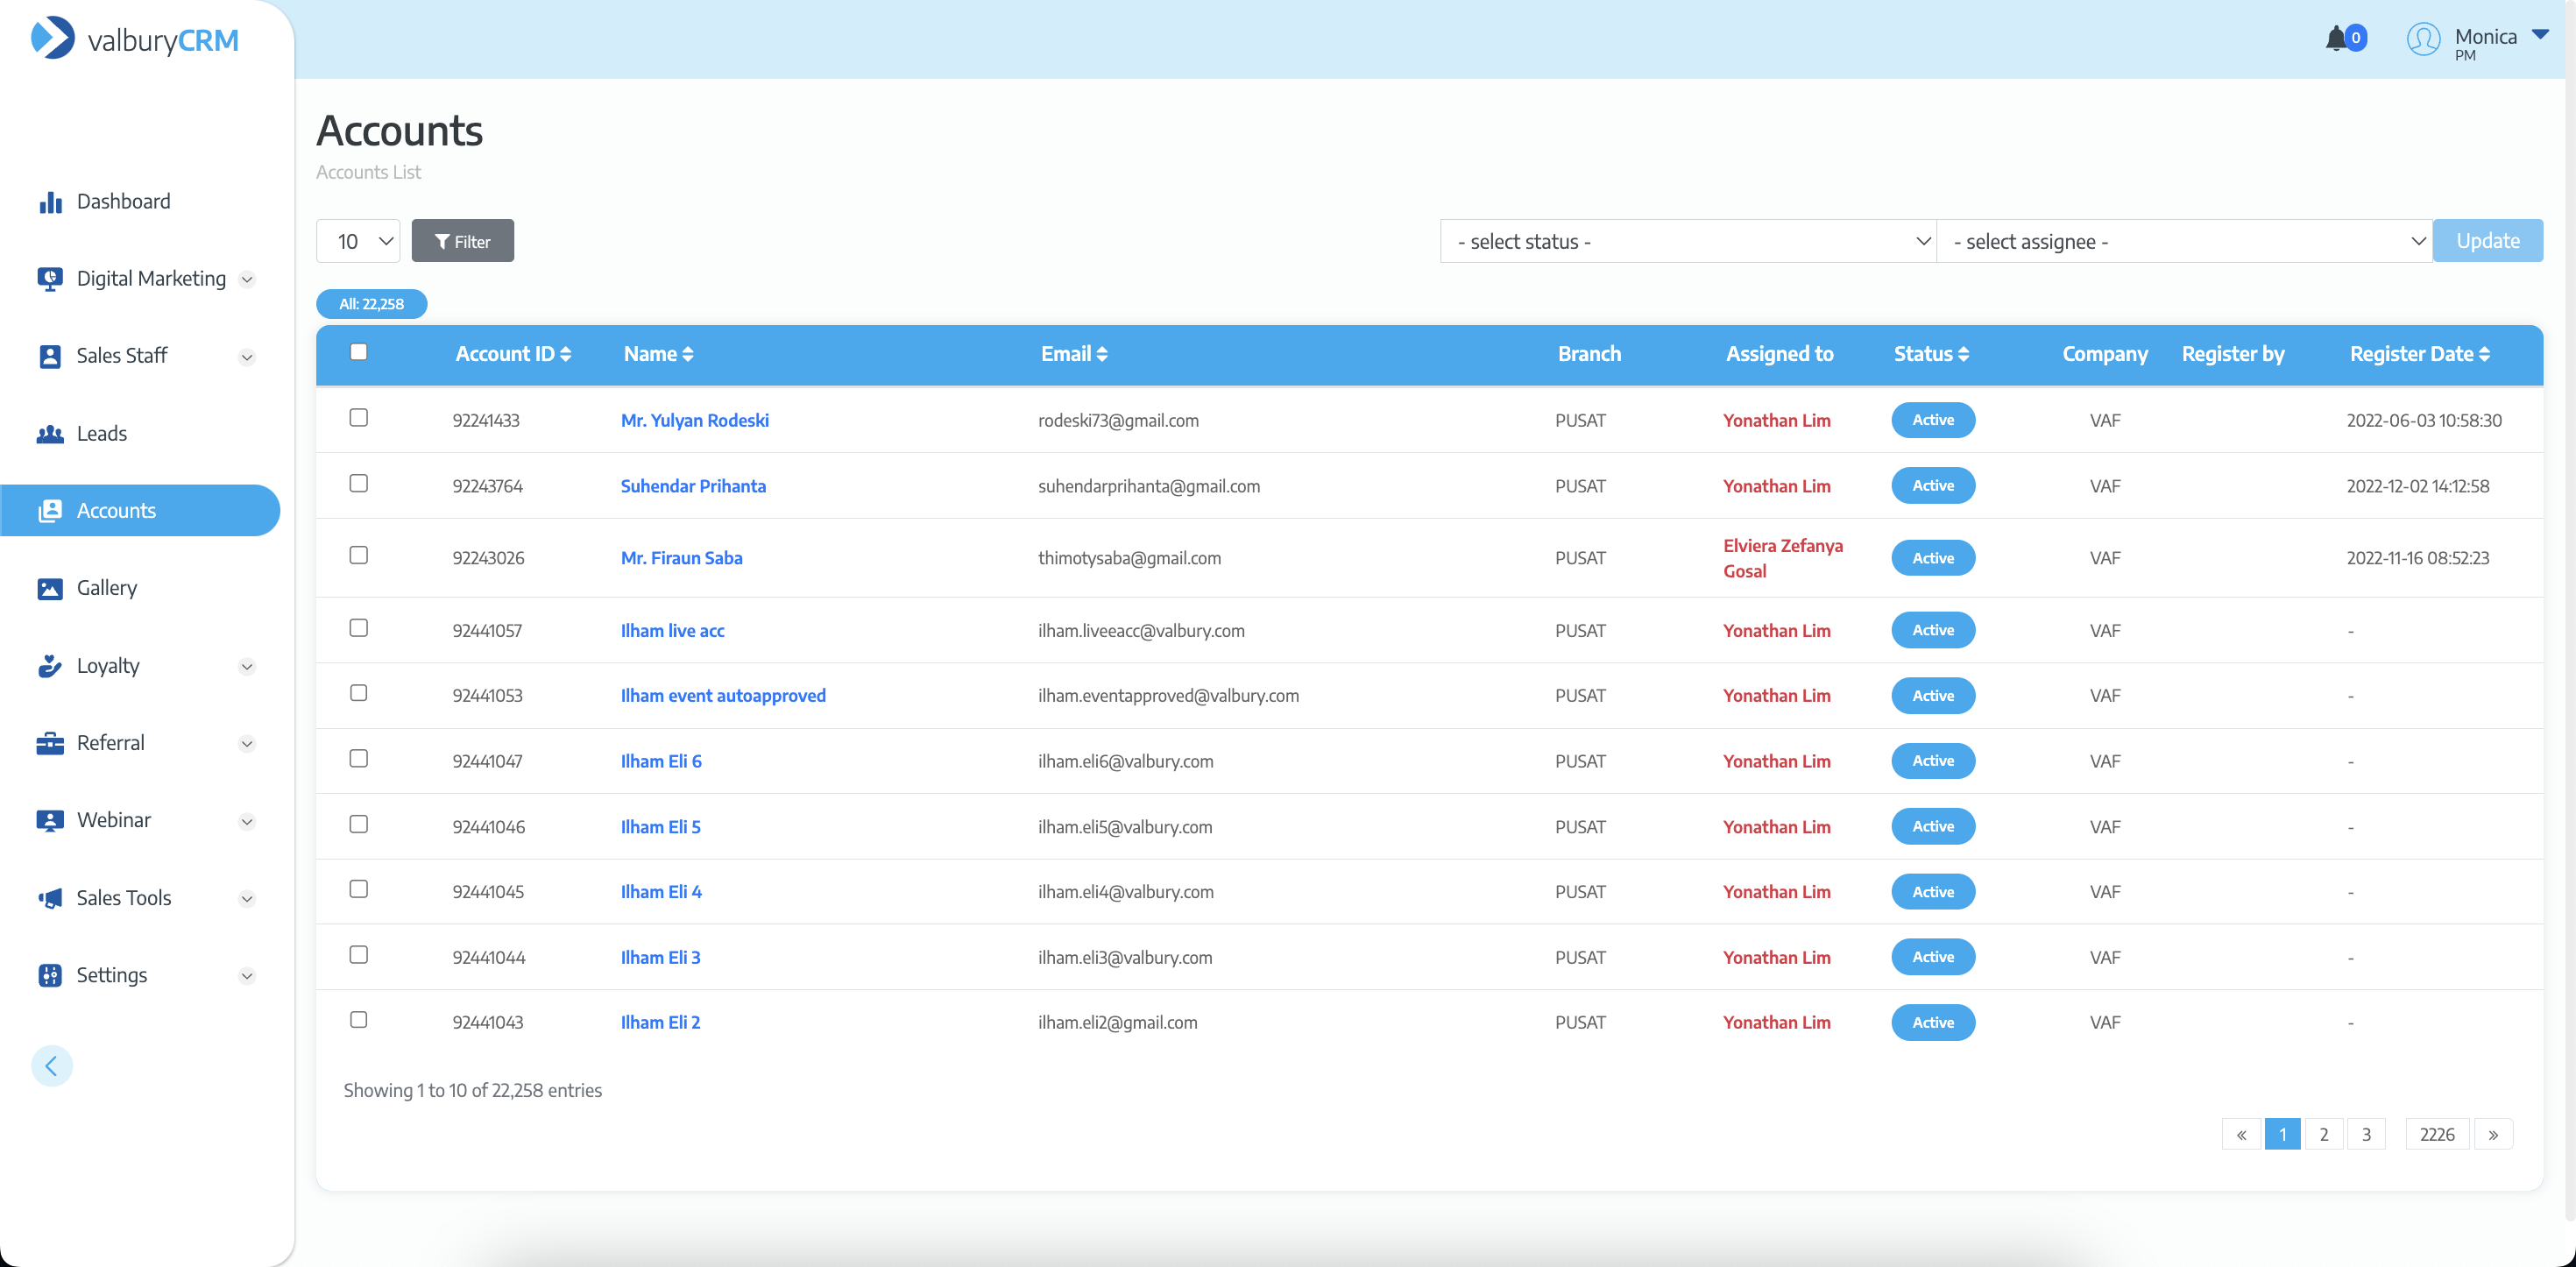 valburyCRM
0
Monica
PM
Dashboard
Digital Marketing
Sales Staff
Leads
Accounts
Gallery
Loyalty
Referral
Webinar
Sales Tools
Settings
Accounts
Accounts List
10
Filter
- select status -
- select assignee -
Update
All: 22,258
Account ID Name Email Branch Assigned to Status Company Register by Register Date
92241433 Mr. Yulyan Rodeski rodeski73@gmail.com PUSAT Yonathan Lim Active VAF 2022-06-03 10:58:30
92243764 Suhendar Prihanta suhendarprihanta@gmail.com PUSAT Yonathan Lim Active VAF 2022-12-02 14:12:58
92243026 Mr. Firaun Saba thimotysaba@gmail.com PUSAT Elviera Zefanya Gosal Active VAF 2022-11-16 08:52:23
92441057 Ilham live acc ilham.liveeacc@valbury.com PUSAT Yonathan Lim Active VAF -
92441053 Ilham event autoapproved ilham.eventapproved@valbury.com PUSAT Yonathan Lim Active VAF -
92441047 Ilham Eli 6 ilham.eli6@valbury.com PUSAT Yonathan Lim Active VAF -
92441046 Ilham Eli 5 ilham.eli5@valbury.com PUSAT Yonathan Lim Active VAF -
92441045 Ilham Eli 4 ilham.eli4@valbury.com PUSAT Yonathan Lim Active VAF -
92441044 Ilham Eli 3 ilham.eli3@valbury.com PUSAT Yonathan Lim Active VAF -
92441043 Ilham Eli 2 ilham.eli2@gmail.com PUSAT Yonathan Lim Active VAF -
Showing 1 to 10 of 22,258 entries
« 1 2 3 2226 »